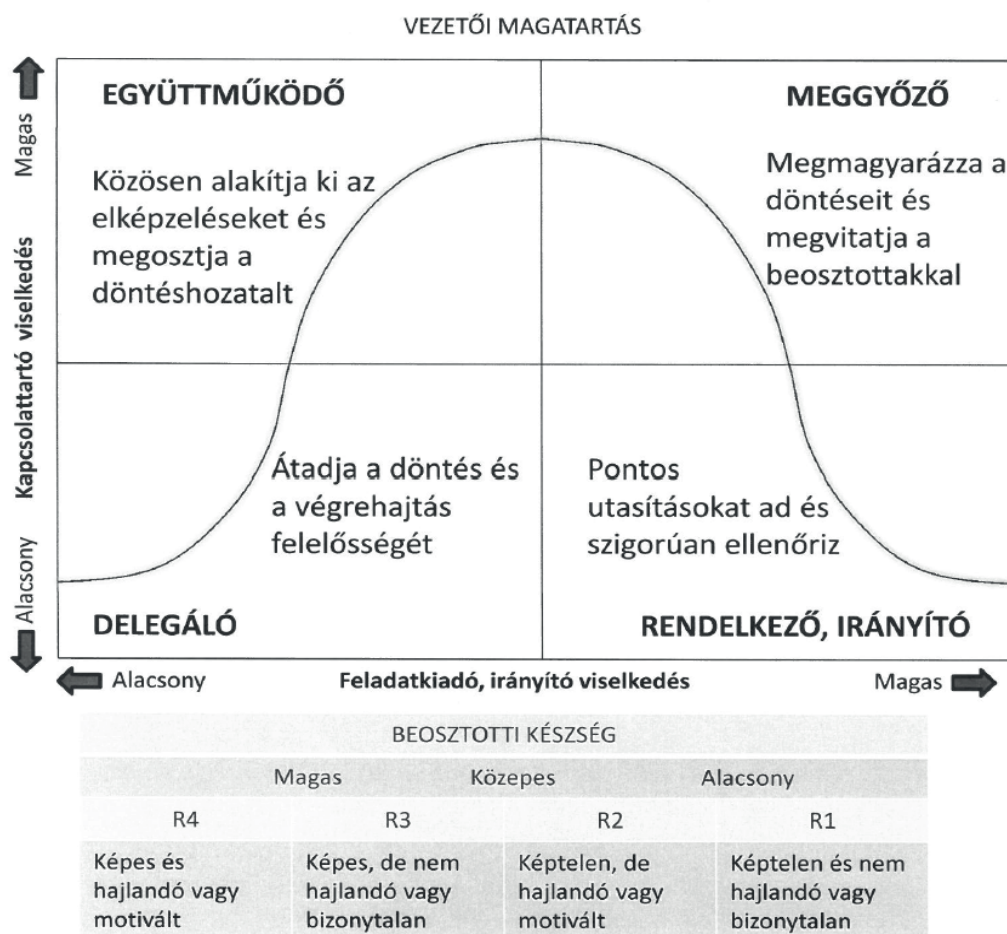 VEZETŐI MAGATARTÁS
EGYÜTTMŰKÖDŐ
Közösen alakítja ki az
elképzeléseket és
megosztja a
döntéshozatalt
MEGGYŐZŐ
Megmagyarázza a
döntéseit és
megvitatja a
beosztottakkal
Átadja a döntés és
a végrehajtás
felelősségét
DELEGÁLÓ
Pontos
utasításokat ad és
szigorúan ellenőriz
RENDELKEZŐ, IRÁNYÍTÓ
Magas
Kapcsolattartó viselkedés
Alacsony
Alacsony
Feladatkiadó, irányító viselkedés
Magas
BEOSZTOTTI KÉSZSÉG
Magas Közepes Alacsony
R4 R3 R2 R1
Képes és
hajlandó vagy
motivált
Képes, de nem
hajlandó vagy
bizonytalan
Képtelen, de
hajlandó vagy
motivált
Képtelen és nem
hajlandó vagy
bizonytalan